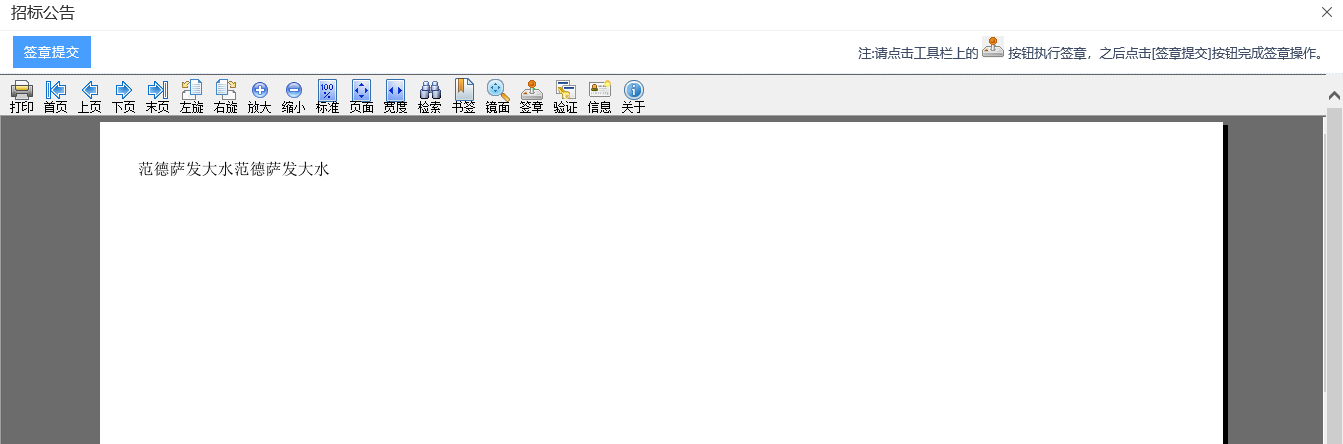 招标公告
签章提交
注:请点击工具栏上的 按钮执行签章，之后点击[签章提交]按钮完成签章操作。
打印 首页 上页 下页 末页 左旋 右旋 放大 缩小 100% 标准 页面 宽度 检索 书签 镜面 签章 验证 信息 关于
范德萨发大水范德萨发大水